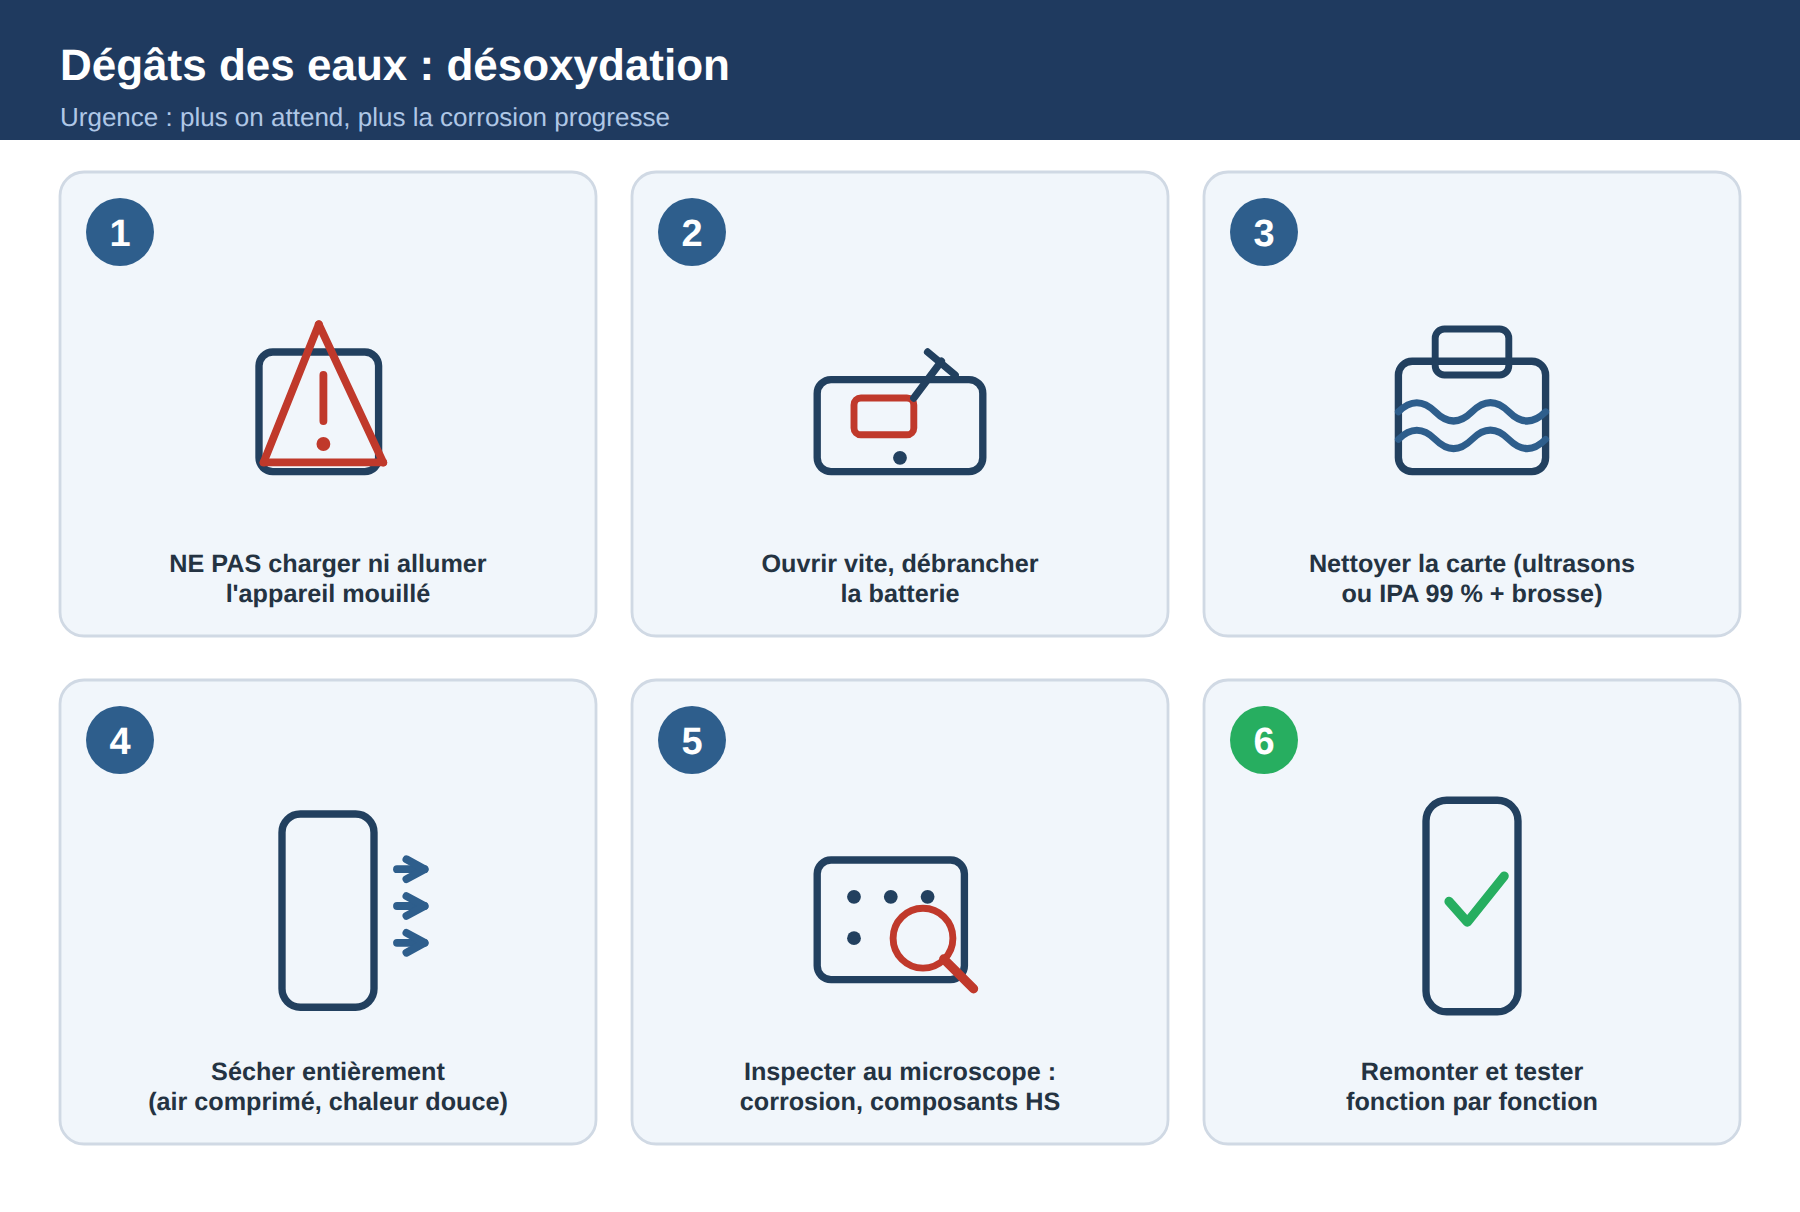 Dégâts des eaux : désoxydation
Urgence : plus on attend, plus la corrosion progresse
1
NE PAS charger ni allumer
l'appareil mouillé
2
Ouvrir vite, débrancher
la batterie
3
Nettoyer la carte (ultrasons
ou IPA 99 % + brosse)
4
Sécher entièrement
(air comprimé, chaleur douce)
5
Inspecter au microscope :
corrosion, composants HS
6
Remonter et tester
fonction par fonction